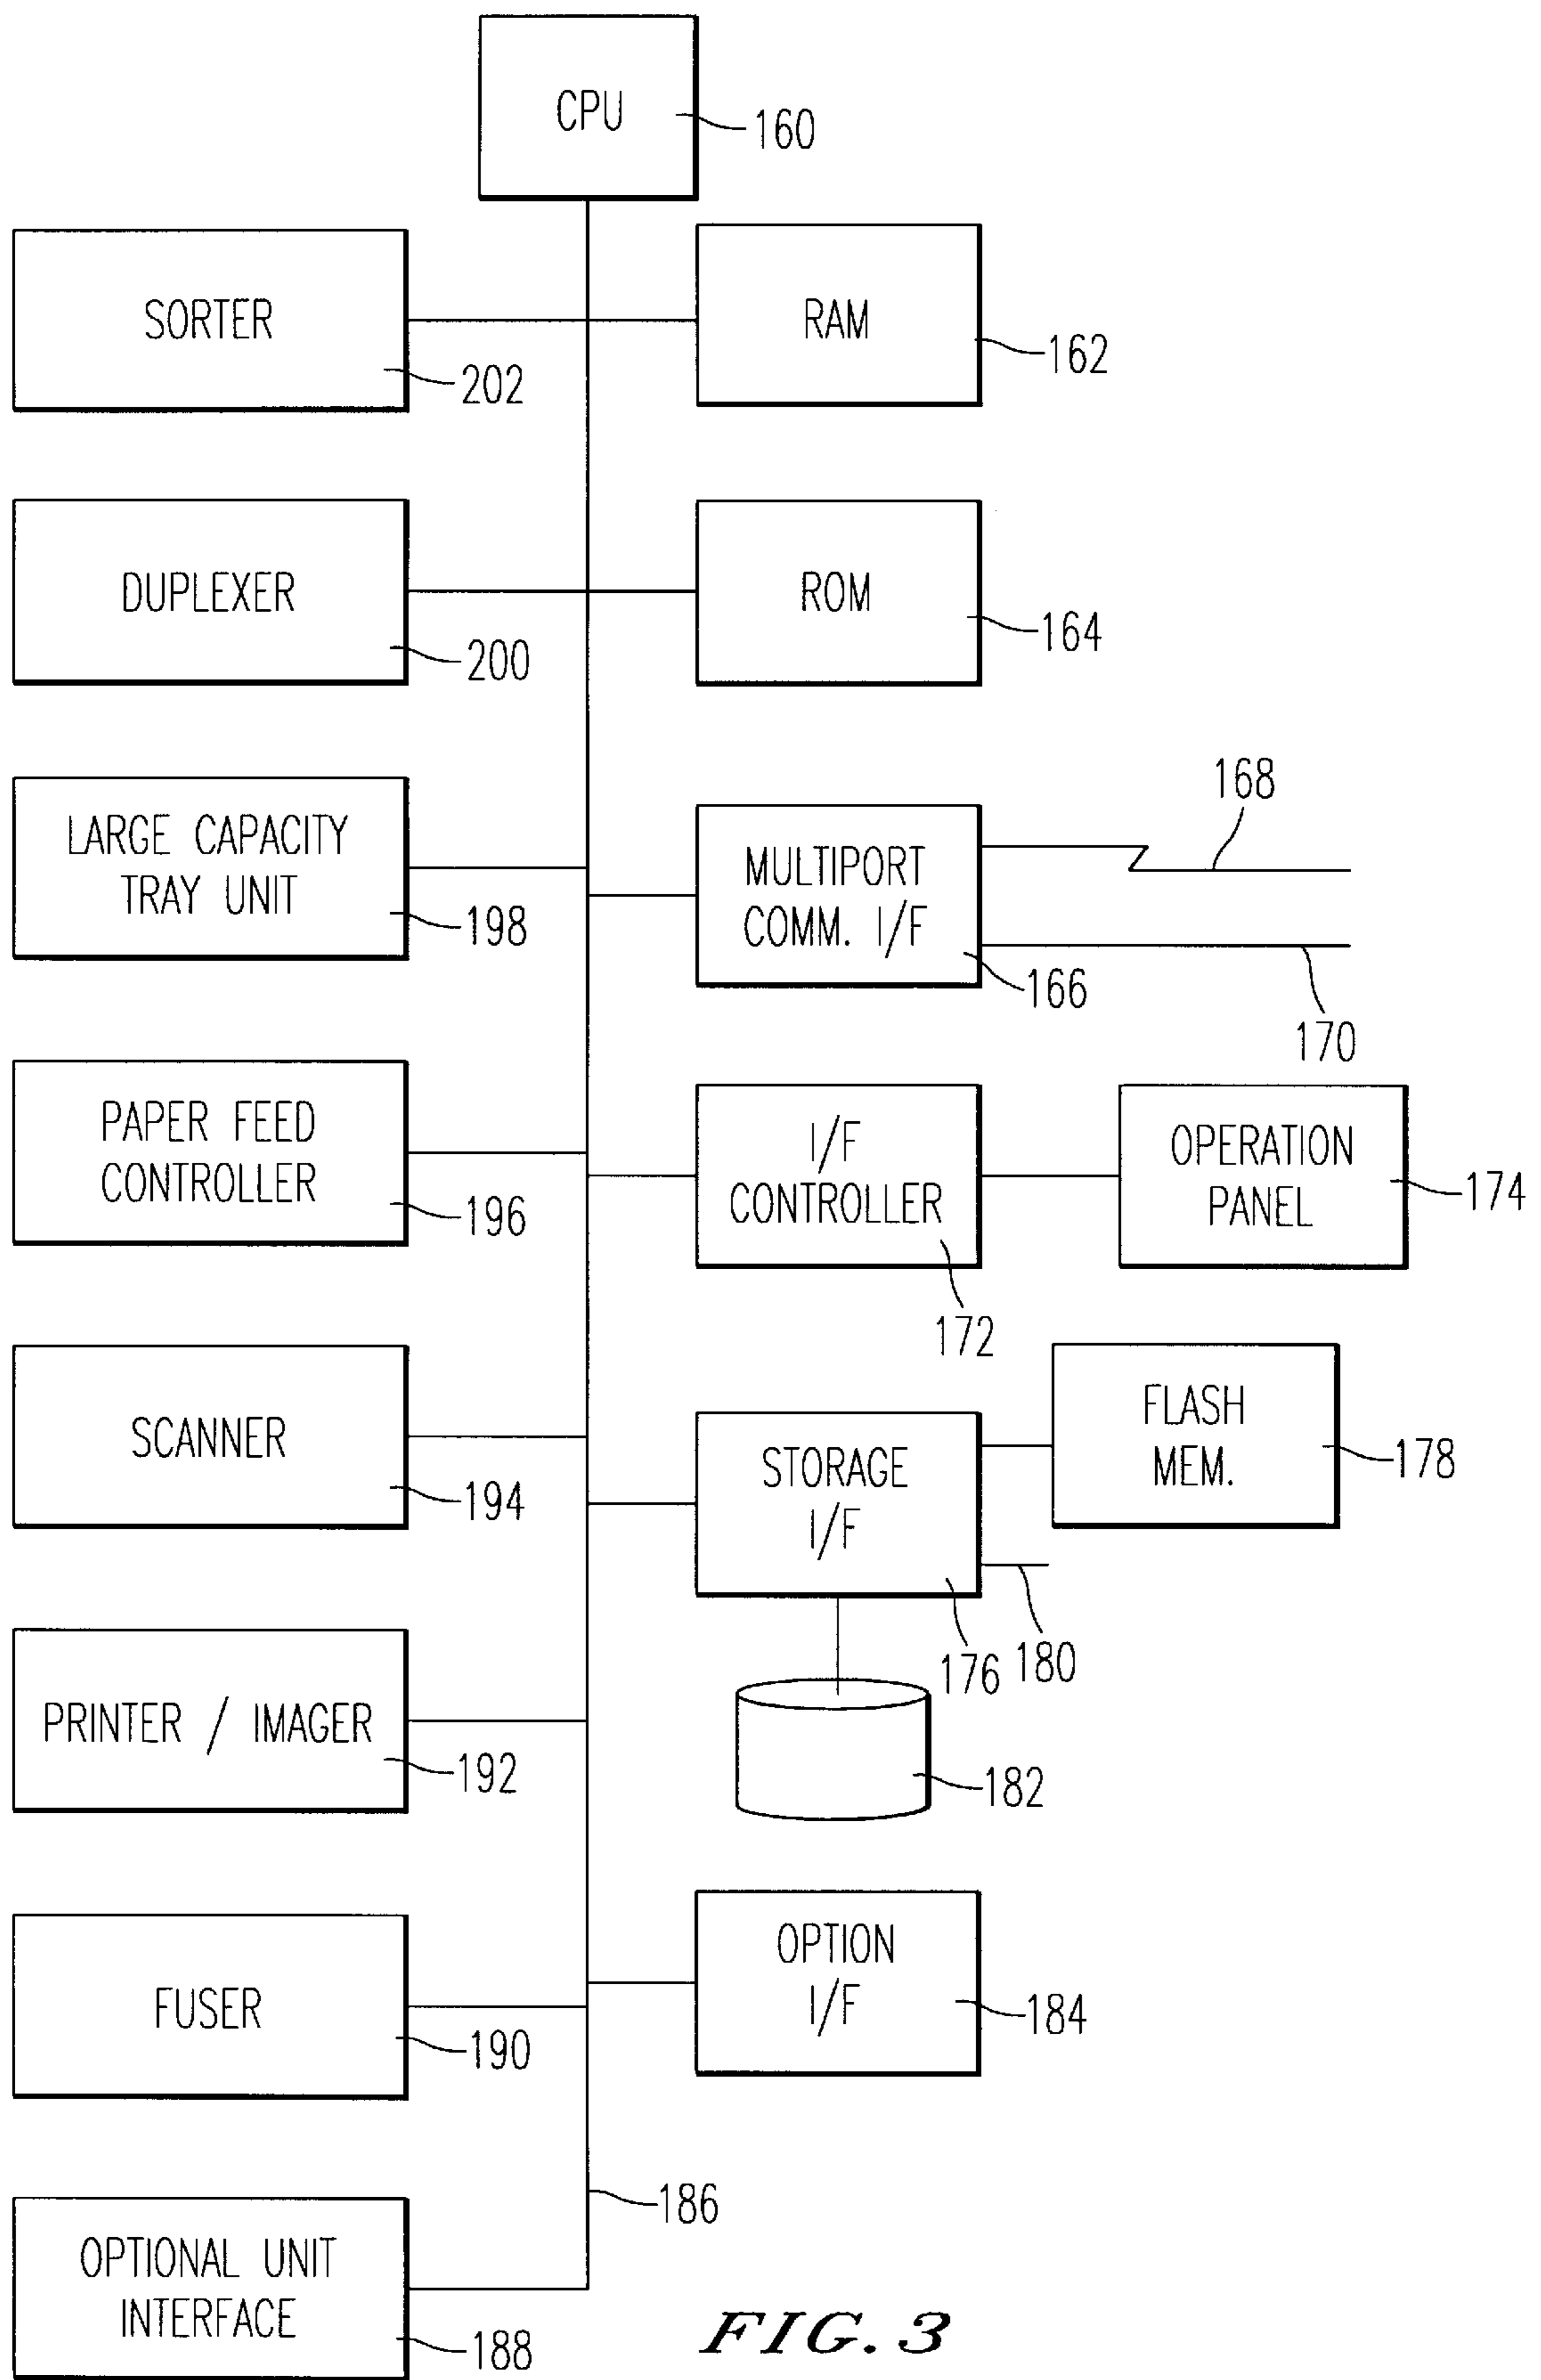 CPU
160
SORTER
202
RAM
162
DUPLEXER
200
ROM
164
LARGE CAPACITY
TRAY UNIT
198
MULTIPORT
COMM. I/F
166
168
170
PAPER FEED
CONTROLLER
196
I/F
CONTROLLER
172
OPERATION
PANEL
174
SCANNER
194
STORAGE
I/F
176
FLASH
MEM.
178
180
182
PRINTER / IMAGER
192
FUSER
190
OPTION
I/F
184
186
OPTIONAL UNIT
INTERFACE
188
FIG. 3